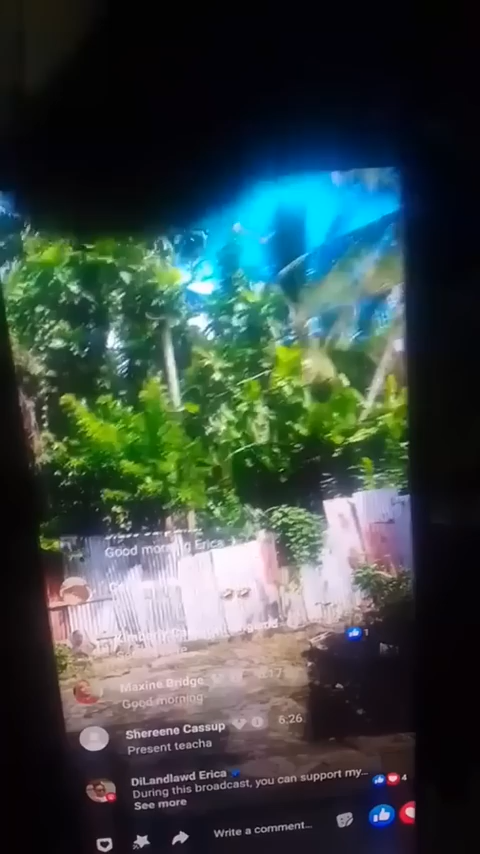 Good morning Erica
Maxine Bridge
Good morning
Shereene Cassup 6:26
Present teacha
DiLandlawd Erica
During this broadcast, you can support my...
4
See more
Write a comment...